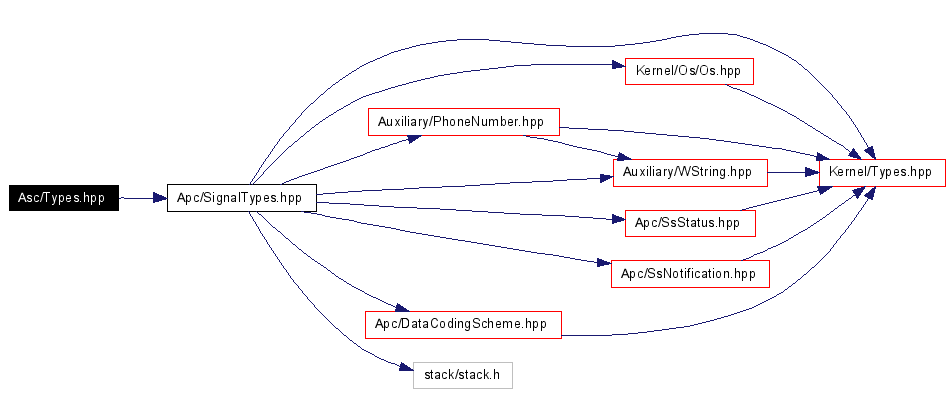 Kernel/Os/Os.hpp
Auxiliary/PhoneNumber.hpp
Auxiliary/WString.hpp
Kernel/Types.hpp
Asc/Types.hpp
Apc/SignalTypes.hpp
Apc/SsStatus.hpp
Apc/SsNotification.hpp
Apc/DataCodingScheme.hpp
stack/stack.h